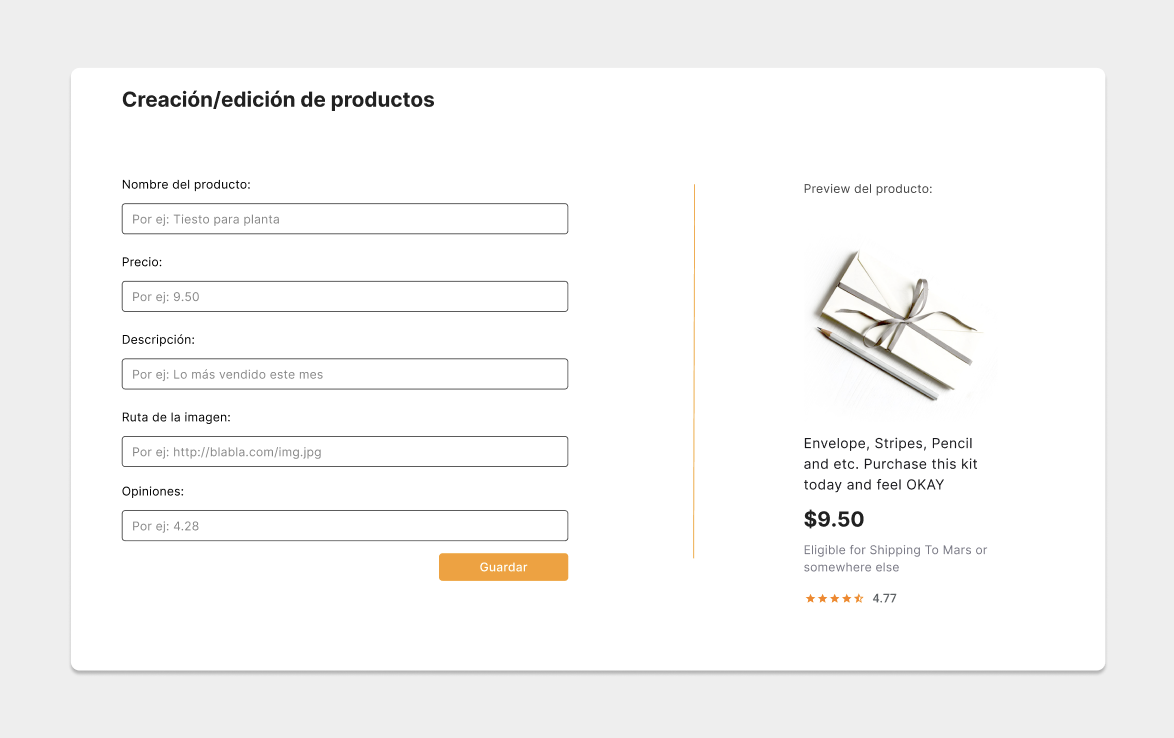 Creación/edición de productos
Nombre del producto:
Por ej: Tiesto para planta
Precio:
Por ej: 9.50
Descripción:
Por ej: Lo más vendido este mes
Ruta de la imagen:
Por ej: http://blabla.com/img.jpg
Opiniones:
Por ej: 4.28
Guardar
Preview del producto:
Envelope, Stripes, Pencil
and etc. Purchase this kit
today and feel OKAY
$9.50
Eligible for Shipping To Mars or
somewhere else
4.77